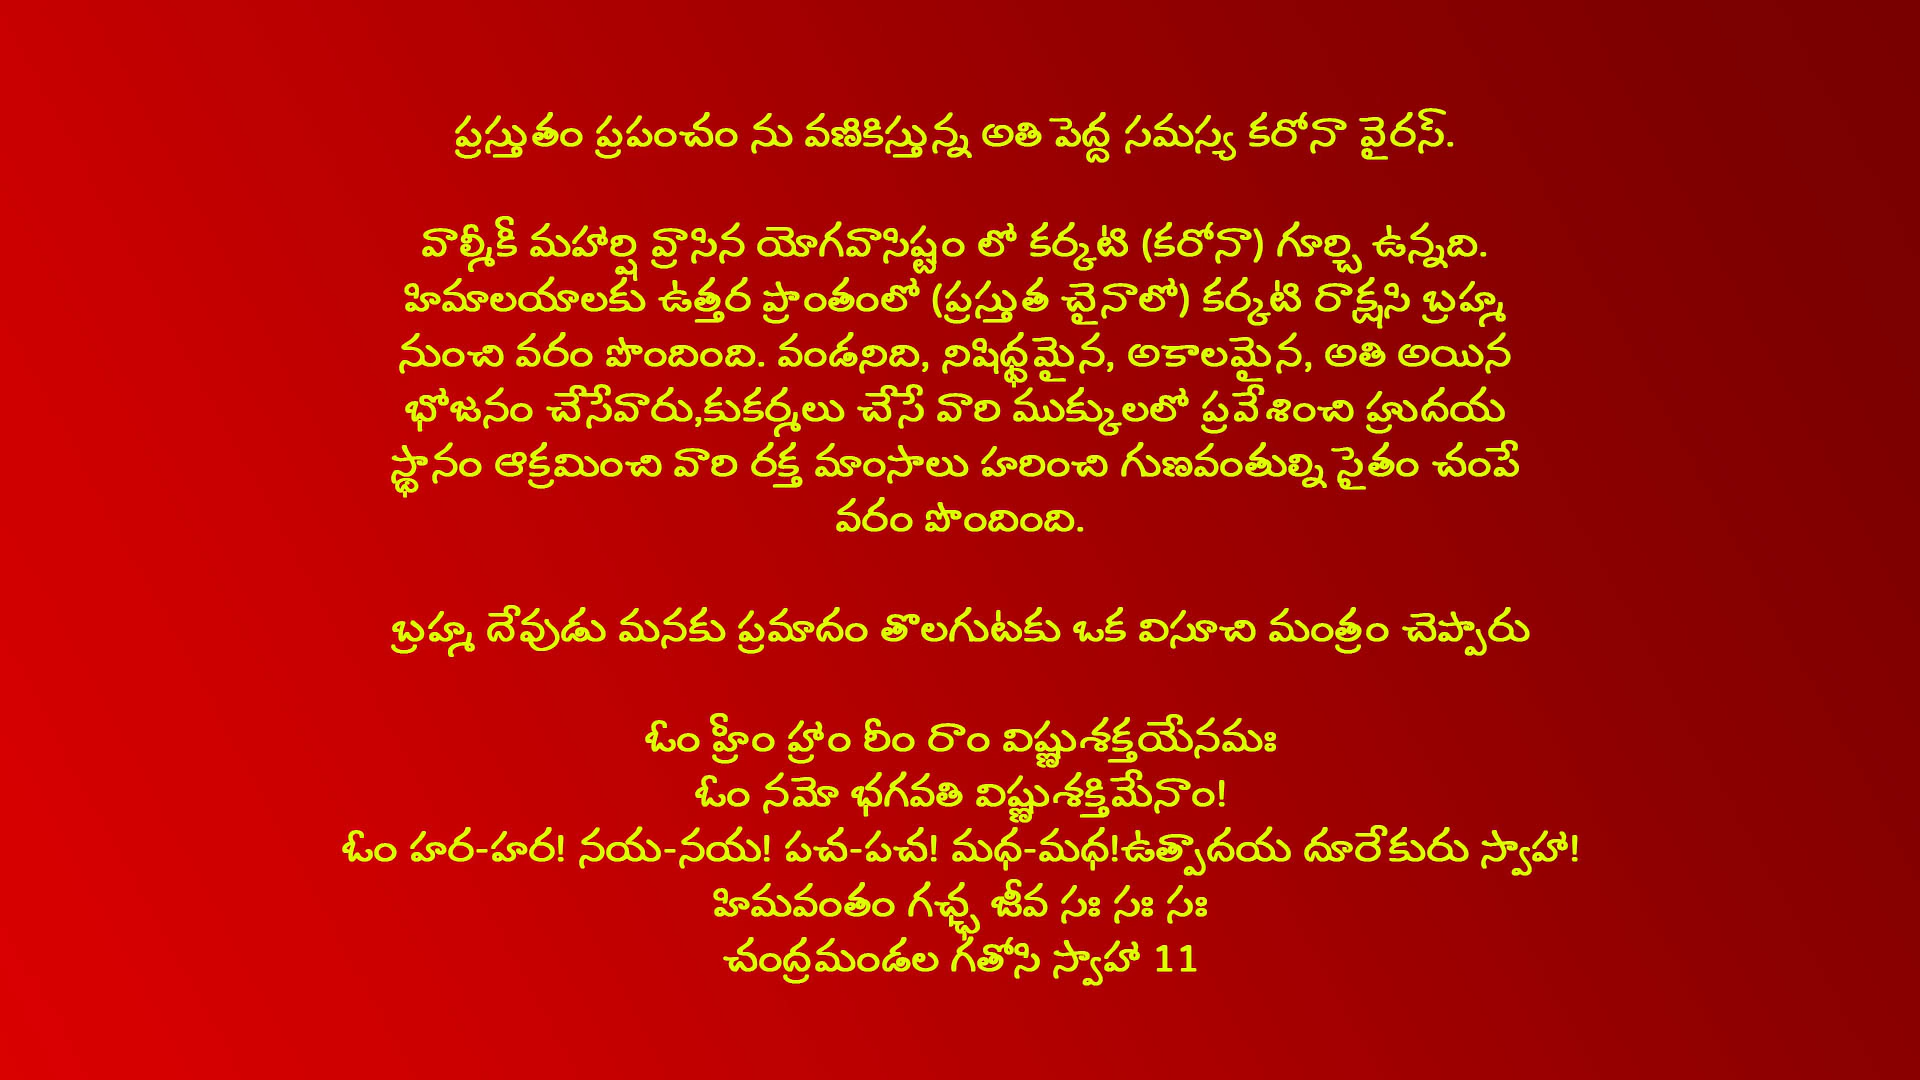 ప్రస్తుతం ప్రపంచం ను వణికిస్తున్న అతి పెద్ద సమస్య కరోనా వైరస్.
వాల్మీకీ మహార్షి వ్రాసిన యోగవాసిష్టం లో కర్కటి (కరోనా) గూర్చి ఉన్నది.
హిమాలయాలకు ఉత్తర ప్రాంతంలో (ప్రస్తుత చైనాలో) కర్కటి రాక్షసి బ్రహ్మ
నుంచి వరం పొందింది. వండనిది, నిషిద్ధమైన, అకాలమైన, అతి అయిన
భోజనం చేసేవారు,కుకర్మలు చేసే వారి ముక్కులలో ప్రవేశించి హ్రుదయ
స్థానం ఆక్రమించి వారి రక్త మాంసాలు హరించి గుణవంతుల్ని సైతం చంపే
వరం పొందింది.
బ్రహ్మ దేవుడు మనకు ప్రమాదం తొలగుటకు ఒక విసూచి మంత్రం చెప్పారు
ఓం హ్రీం హ్రాం రీం రాం విష్ణుశక్తయేనమః
ఓం నమో భగవతి విష్ణుశక్తిమేనాం!
ఓం హర-హర! నయ-నయ! పచ-పచ! మధ-మధ!ఉత్పాదయ దూరేకురు స్వాహా!
హిమవంతం గచ్ఛ జీవ సః సః సః
చంద్రమండల గతోసి స్వాహా 11